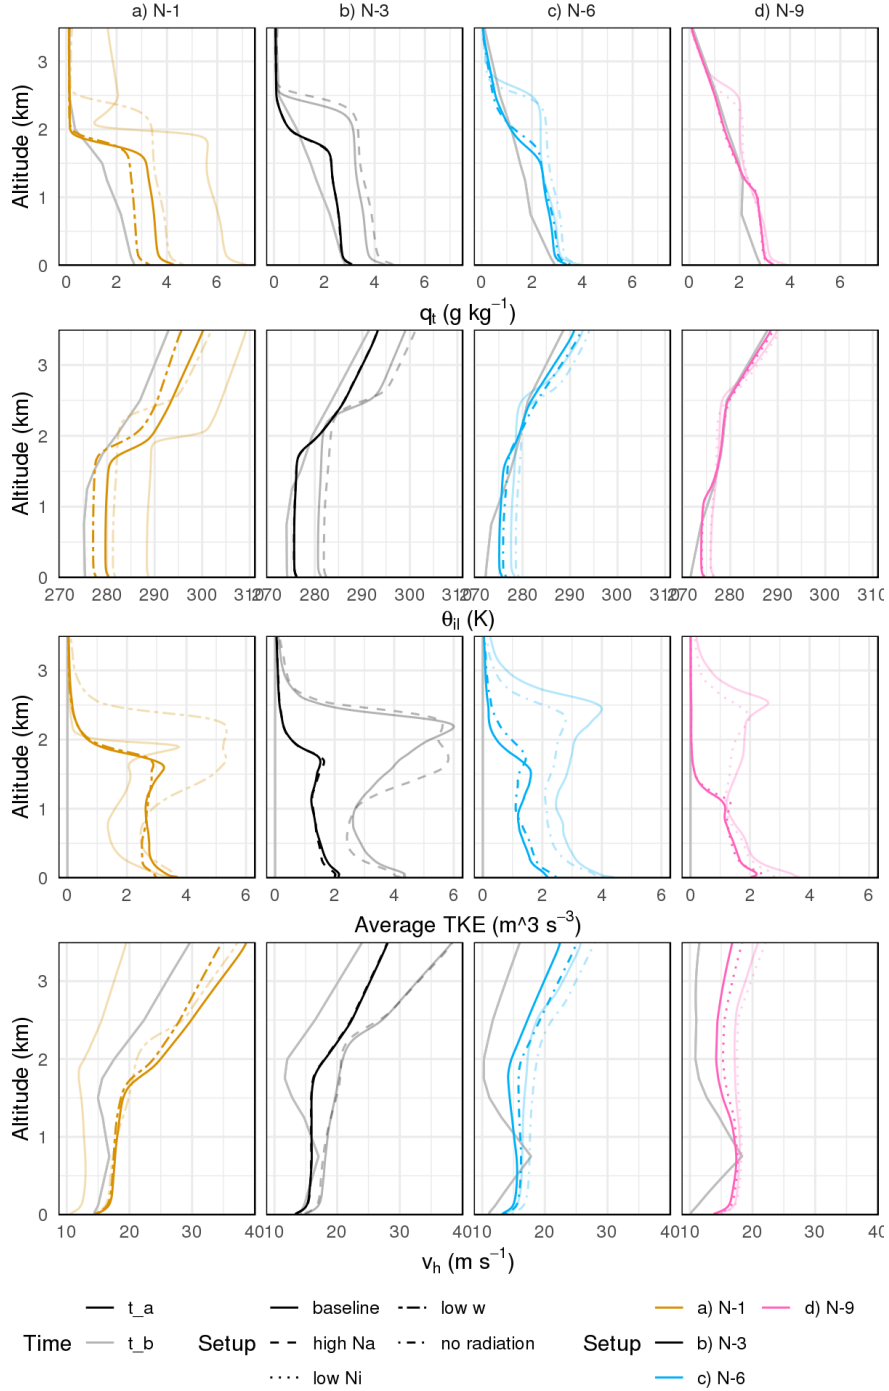 a) N-1 b) N-3 c) N-6 d) N-9
Altitude (km)
3
2
1
0
0 2 4 6 0 2 4 6 0 2 4 6 0 2 4 6
qt (g kg−1)
Altitude (km)
3
2
1
0
270 280 290 300 310 270 280 290 300 310 270 280 290 300 310 270 280 290 300 310
θil (K)
Altitude (km)
3
2
1
0
0 2 4 6 0 2 4 6 0 2 4 6 0 2 4 6
Average TKE (m^3 s−3)
Altitude (km)
3
2
1
0
10 20 30 40 10 20 30 40 10 20 30 40 10 20 30 40
vh (m s−1)
Time t_a t_b
Setup baseline high Na low Ni low w no radiation
Setup a) N-1 b) N-3 c) N-6 d) N-9